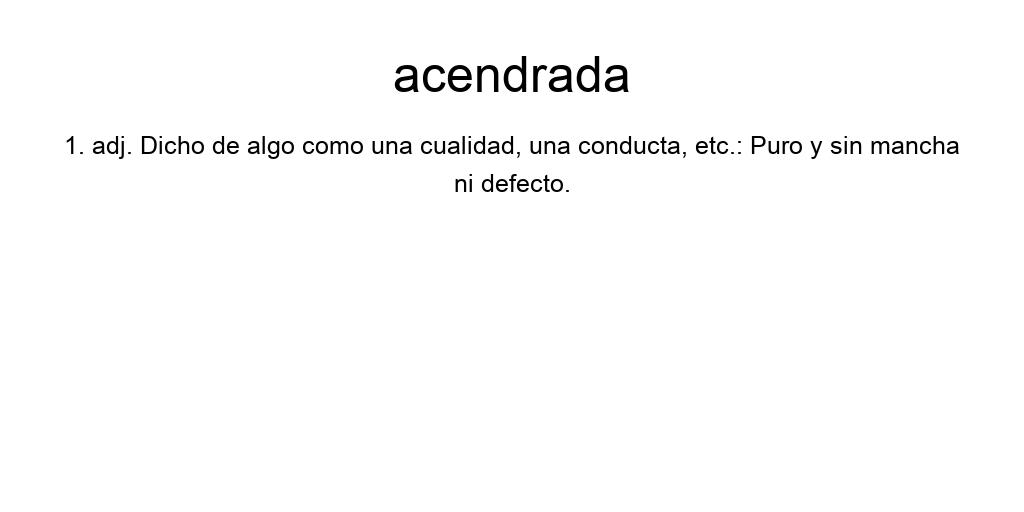 acendrada
1. adj. Dicho de algo como una cualidad, una conducta, etc.: Puro y sin mancha
ni defecto.